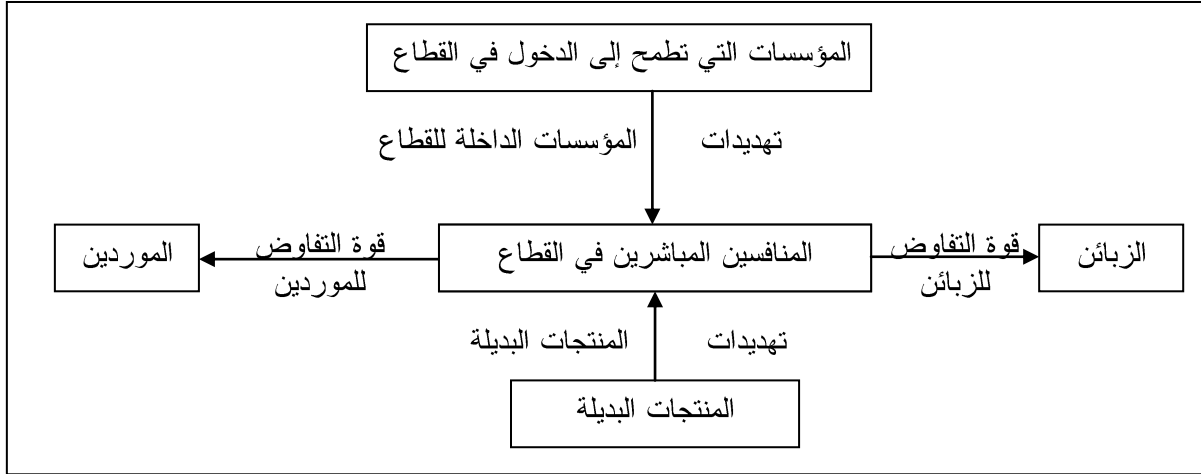 المؤسسات التي تطمح إلى الدخول في القطاع
تهديدات المؤسسات الداخلة للقطاع
الزبائن
قوة التفاوض
للزبائن
المنافسين المباشرين في القطاع
قوة التفاوض
للموردين
الموردين
تهديدات المنتجات البديلة
المنتجات البديلة